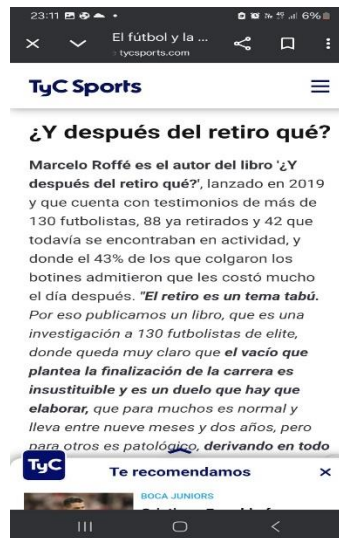 23:11
6%
El fútbol y la ...
tycsports.com
TyC Sports
¿Y después del retiro qué?
Marcelo Roffé es el autor del libro '¿Y
después del retiro qué?', lanzado en 2019
y que cuenta con testimonios de más de
130 futbolistas, 88 ya retirados y 42 que
todavía se encontraban en actividad, y
donde el 43% de los que colgaron los
botines admitieron que les costó mucho
el día después. "El retiro es un tema tabú.
Por eso publicamos un libro, que es una
investigación a 130 futbolistas de elite,
donde queda muy claro que el vacío que
plantea la finalización de la carrera es
insustituible y es un duelo que hay que
elaborar, que para muchos es normal y
lleva entre nueve meses y dos años, pero
para otros es patológico, derivando en todo
TyC
Te recomendamos
BOCA JUNIORS